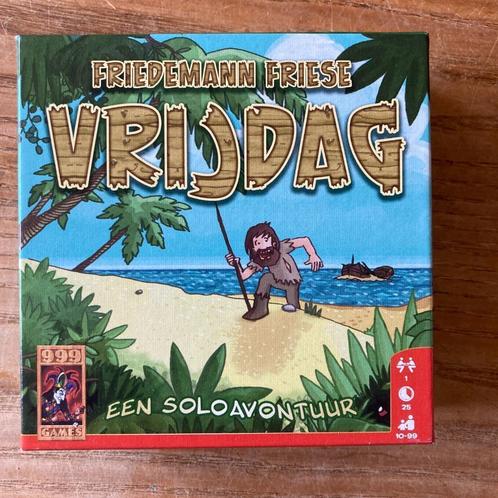 FRIEDEMANN FRIESE
VRIJDAG
EEN SOLOAVONTUUR
999
GAMES
1
25
10-99